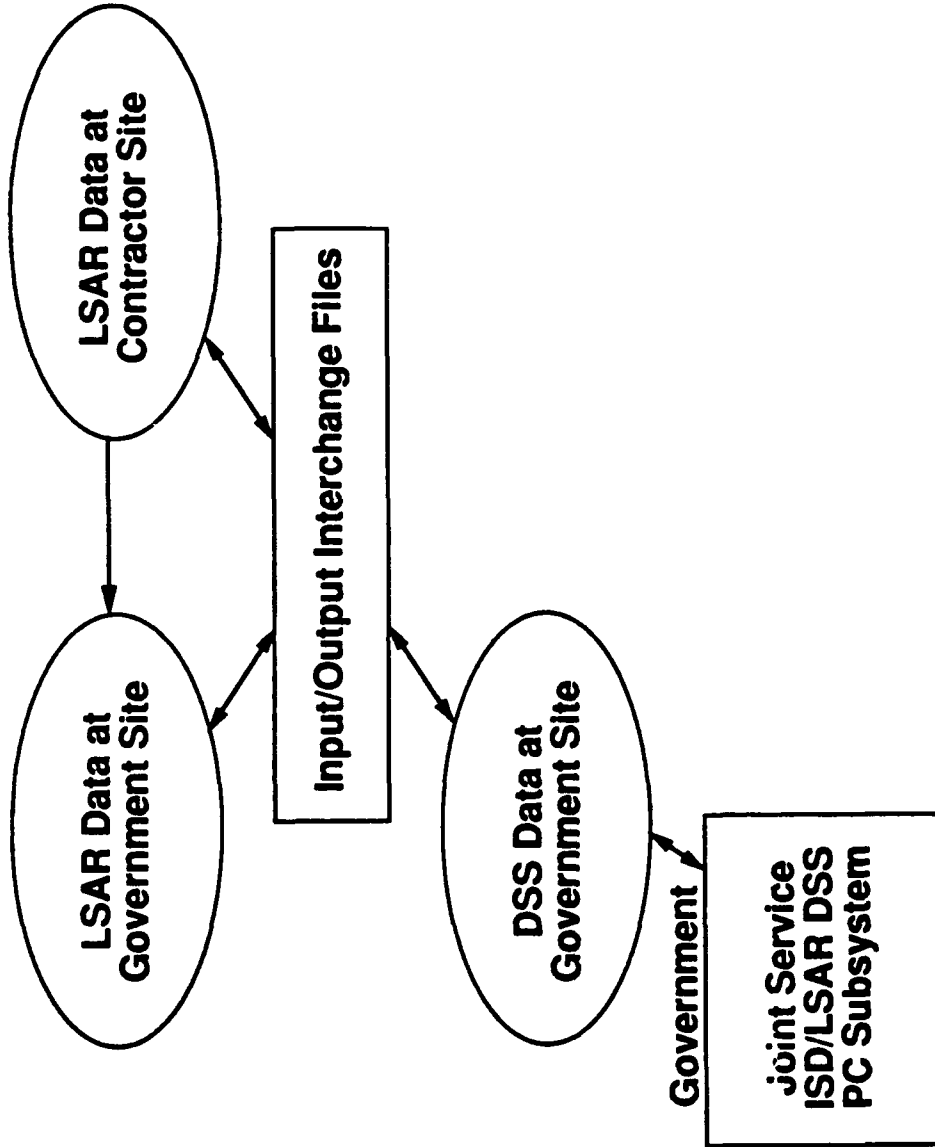 LSAR Data at
Government Site
LSAR Data at
Contractor Site
Input/Output Interchange Files
DSS Data at
Government Site
Government
Joint Service
ISD/LSAR DSS
PC Subsystem